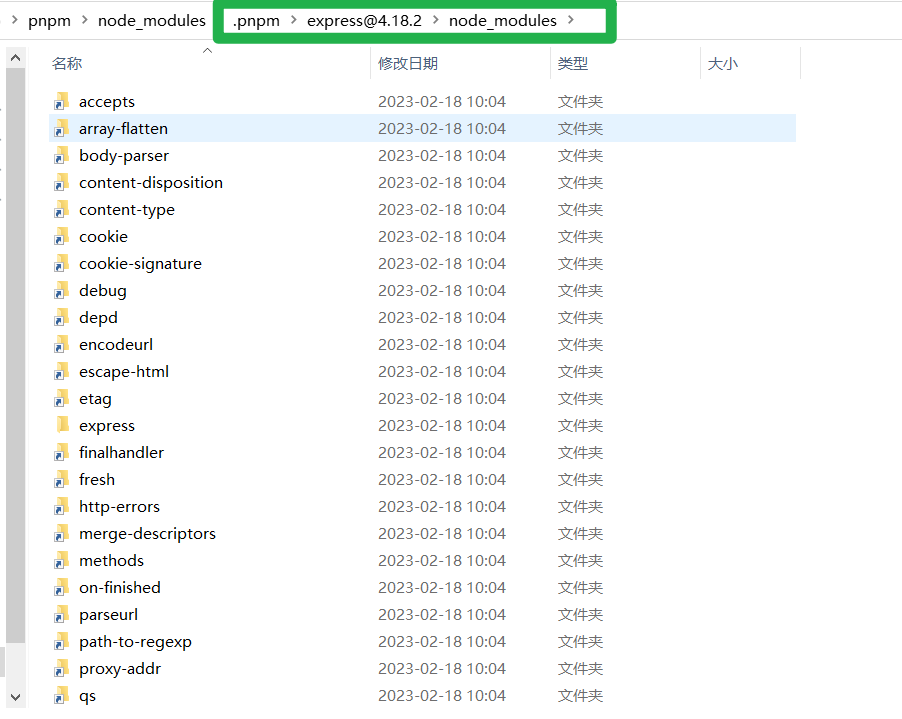 pnpm > node_modules > .pnpm > express@4.18.2 > node_modules >
名称 修改日期 类型 大小
accepts 2023-02-18 10:04 文件夹
array-flatten 2023-02-18 10:04 文件夹
body-parser 2023-02-18 10:04 文件夹
content-disposition 2023-02-18 10:04 文件夹
content-type 2023-02-18 10:04 文件夹
cookie 2023-02-18 10:04 文件夹
cookie-signature 2023-02-18 10:04 文件夹
debug 2023-02-18 10:04 文件夹
depd 2023-02-18 10:04 文件夹
encodeurl 2023-02-18 10:04 文件夹
escape-html 2023-02-18 10:04 文件夹
etag 2023-02-18 10:04 文件夹
express 2023-02-18 10:04 文件夹
finalhandler 2023-02-18 10:04 文件夹
fresh 2023-02-18 10:04 文件夹
http-errors 2023-02-18 10:04 文件夹
merge-descriptors 2023-02-18 10:04 文件夹
methods 2023-02-18 10:04 文件夹
on-finished 2023-02-18 10:04 文件夹
parseurl 2023-02-18 10:04 文件夹
path-to-regexp 2023-02-18 10:04 文件夹
proxy-addr 2023-02-18 10:04 文件夹
qs 2023-02-18 10:04 文件夹